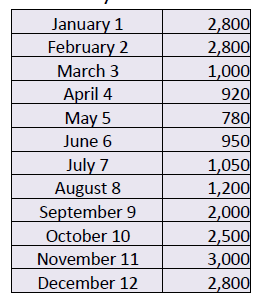 January 1 2,800
February 2 2,800
March 3 1,000
April 4 920
May 5 780
June 6 950
July 7 1,050
August 8 1,200
September 9 2,000
October 10 2,500
November 11 3,000
December 12 2,800